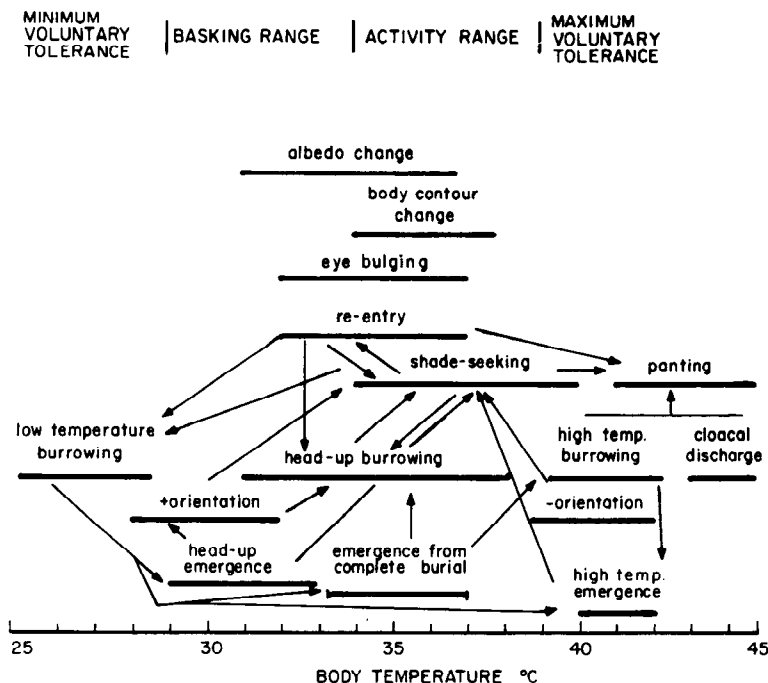 MINIMUM
VOLUNTARY
TOLERANCE
BASKING RANGE
ACTIVITY RANGE
MAXIMUM
VOLUNTARY
TOLERANCE
albedo change
body contour
change
eye bulging
re-entry
shade-seeking
panting
low temperature
burrowing
head-up burrowing
high temp.
burrowing
cloacal
discharge
+orientation
-orientation
head-up
emergence
emergence from
complete burial
high temp.
emergence
25 30 35 40 45
BODY TEMPERATURE °C